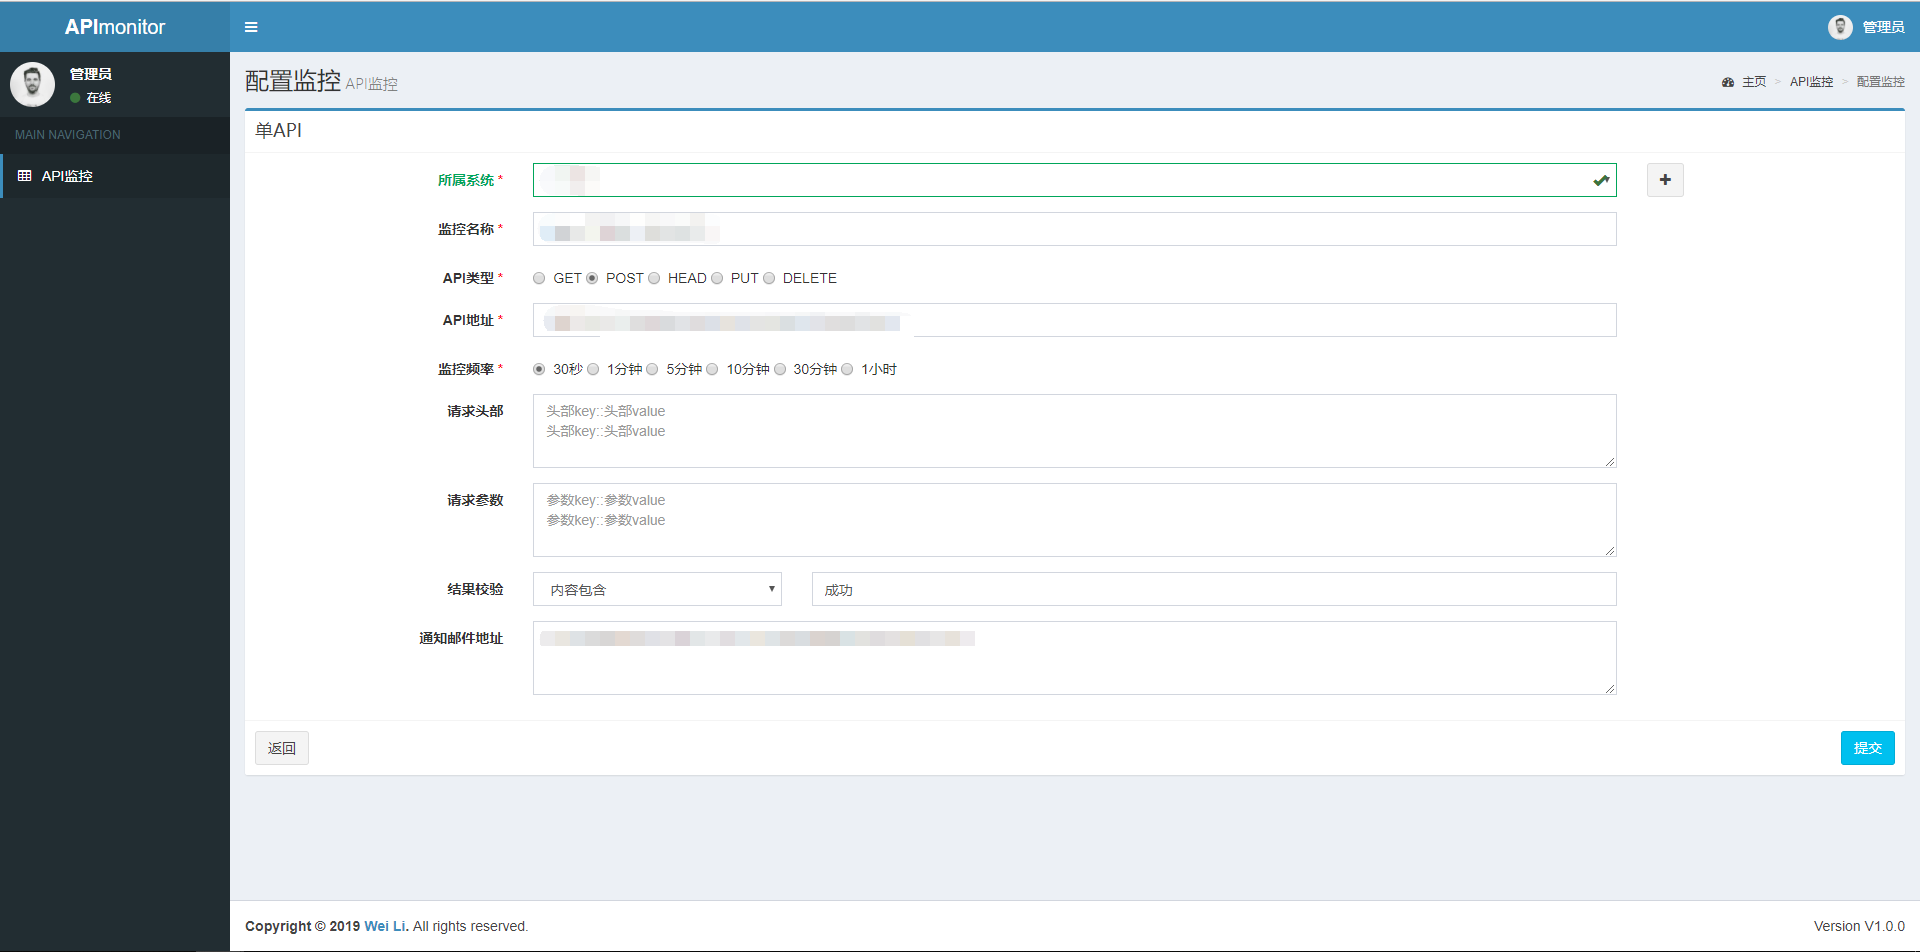 APImonitor
管理员
管理员
在线
MAIN NAVIGATION
API监控
配置监控 API监控
主页 > API监控 > 配置监控
单API
所属系统 *
监控名称 *
API类型 * GET POST HEAD PUT DELETE
API地址 *
监控频率 * 30秒 1分钟 5分钟 10分钟 30分钟 1小时
请求头部 头部key::头部value
头部key::头部value
请求参数 参数key::参数value
参数key::参数value
结果校验 内容包含 成功
通知邮件地址
返回 提交
Copyright © 2019 Wei Li. All rights reserved. Version V1.0.0